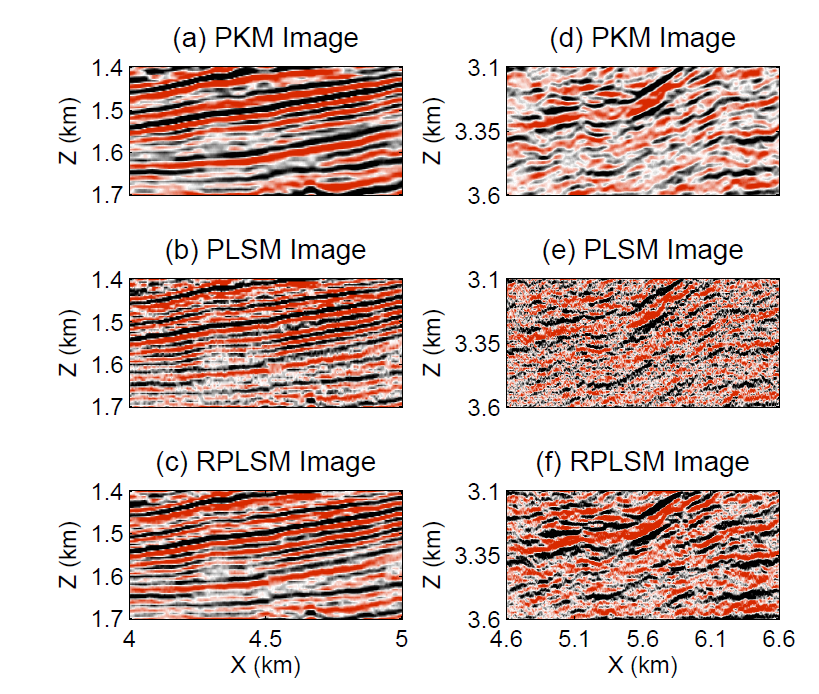 (a) PKM Image
1.4
1.5
1.6
1.7
Z (km)
(d) PKM Image
3.1
3.35
3.6
Z (km)
(b) PLSM Image
1.4
1.5
1.6
1.7
Z (km)
(e) PLSM Image
3.1
3.35
3.6
Z (km)
(c) RPLSM Image
1.4
1.5
1.6
1.7
Z (km)
4 4.5 5
X (km)
(f) RPLSM Image
3.1
3.35
3.6
Z (km)
4.6 5.1 5.6 6.1 6.6
X (km)